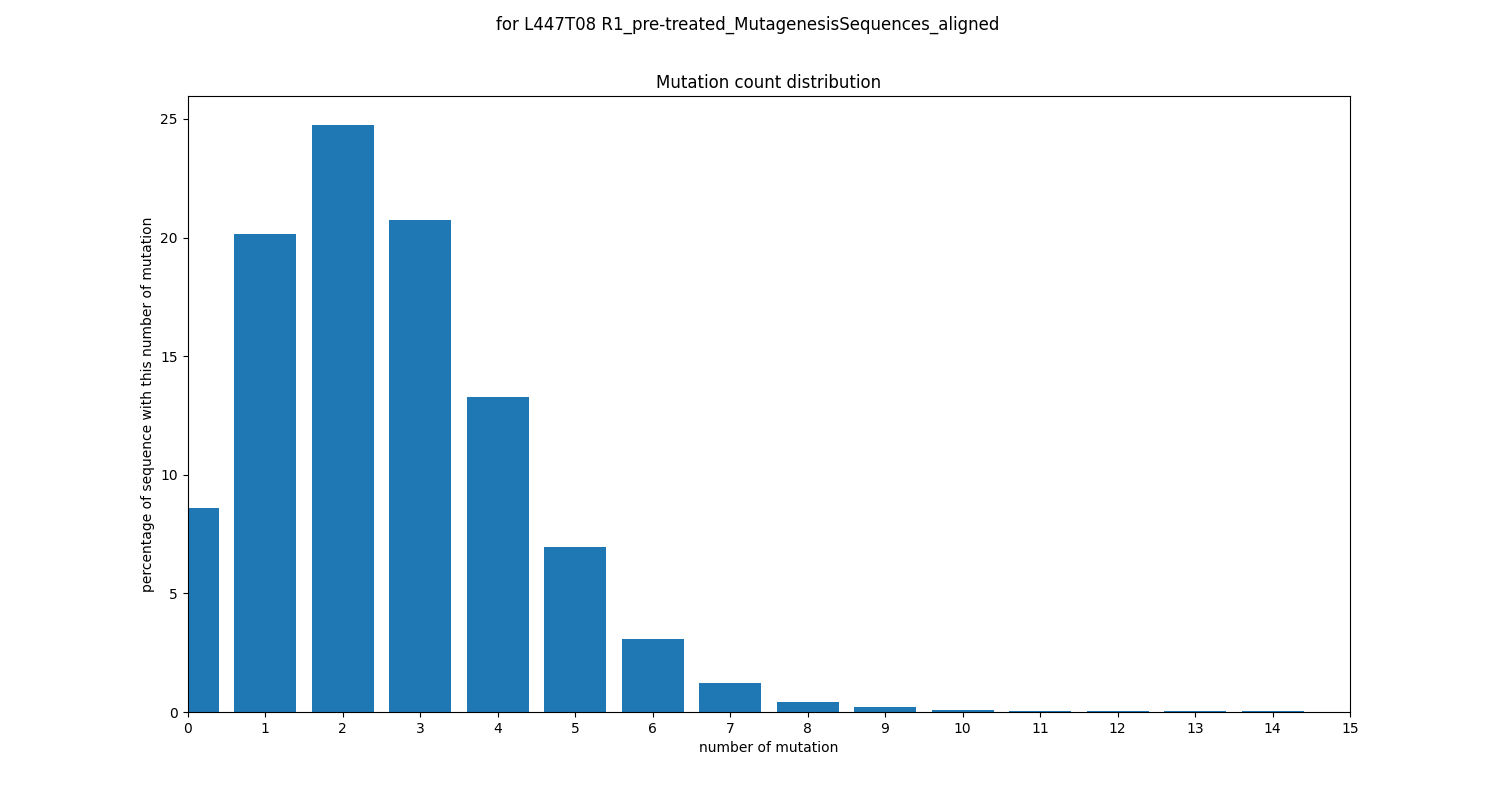 for L447T08 R1_pre-treated_MutagenesisSequences_aligned
Mutation count distribution
percentage of sequence with this number of mutation
25
20
15
10
5
0
0 1 2 3 4 5 6 7 8 9 10 11 12 13 14 15
number of mutation